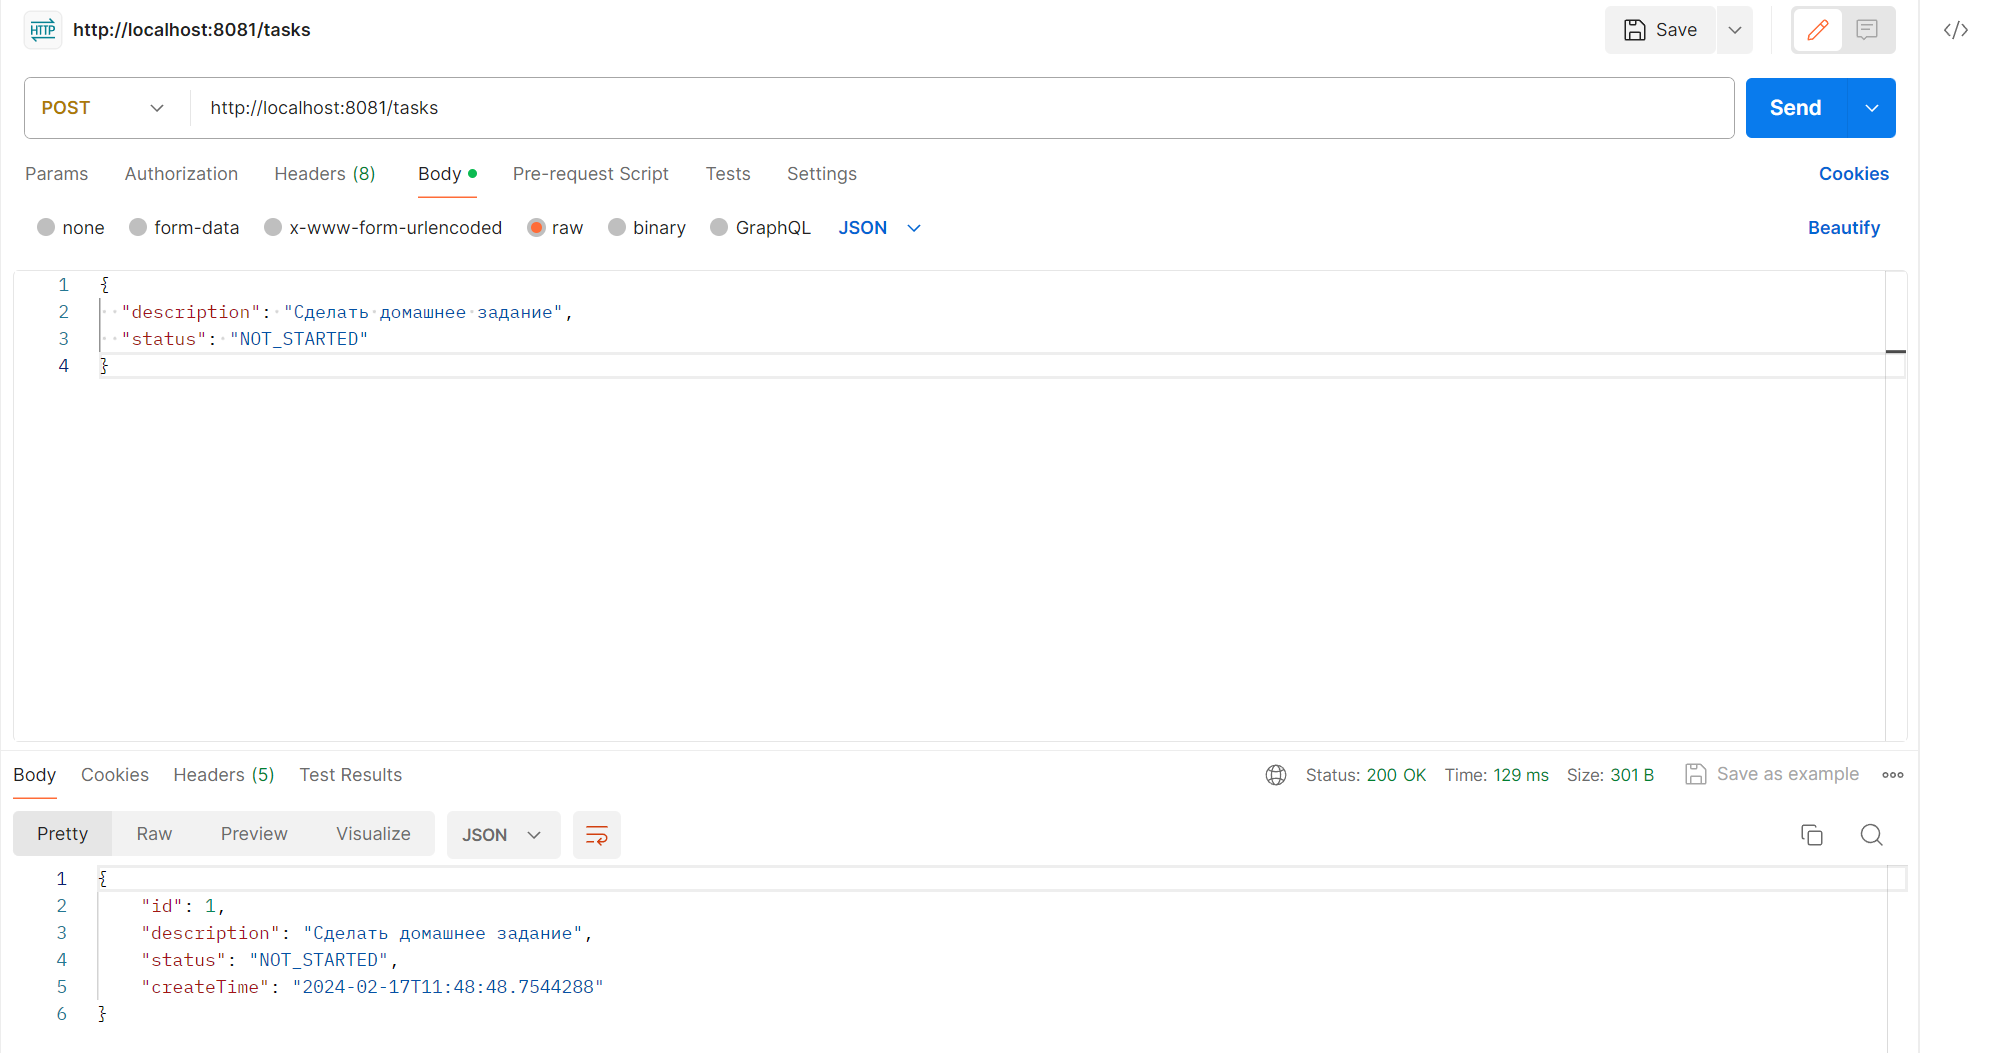 HTTP http://localhost:8081/tasks Save </>
POST http://localhost:8081/tasks Send
Params Authorization Headers (8) Body Pre-request Script Tests Settings Cookies
none form-data x-www-form-urlencoded raw binary GraphQL JSON Beautify
1 {
2 "description": "Сделать домашнее задание",
3 "status": "NOT_STARTED"
4 }
Body Cookies Headers (5) Test Results Status: 200 OK Time: 129 ms Size: 301 B Save as example
Pretty Raw Preview Visualize JSON
1 {
2 "id": 1,
3 "description": "Сделать домашнее задание",
4 "status": "NOT_STARTED",
5 "createTime": "2024-02-17T11:48:48.7544288"
6 }